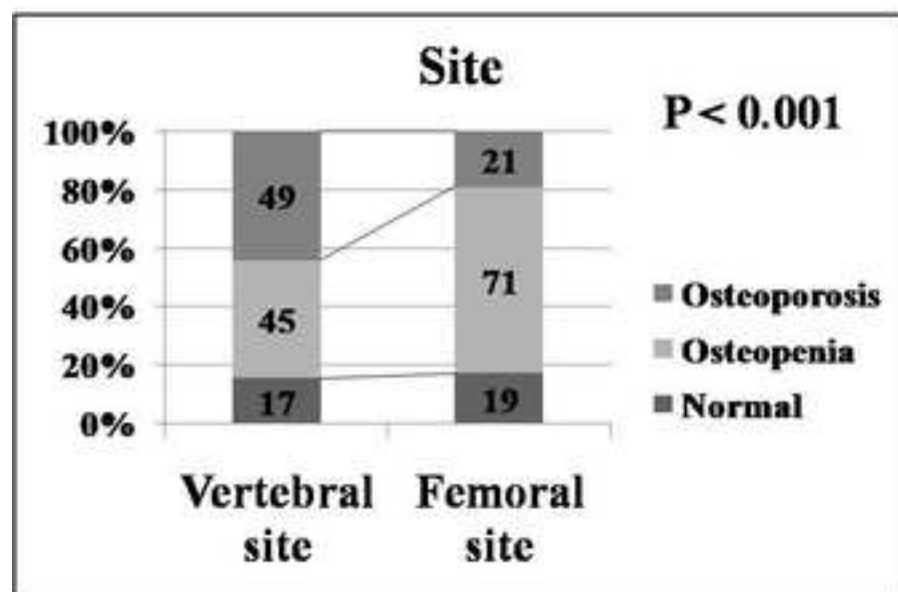 Site
P < 0.001
100%
80%
60%
40%
20%
0%
49
45
17
21
71
19
Vertebral
site
Femoral
site
Osteoporosis
Osteopenia
Normal